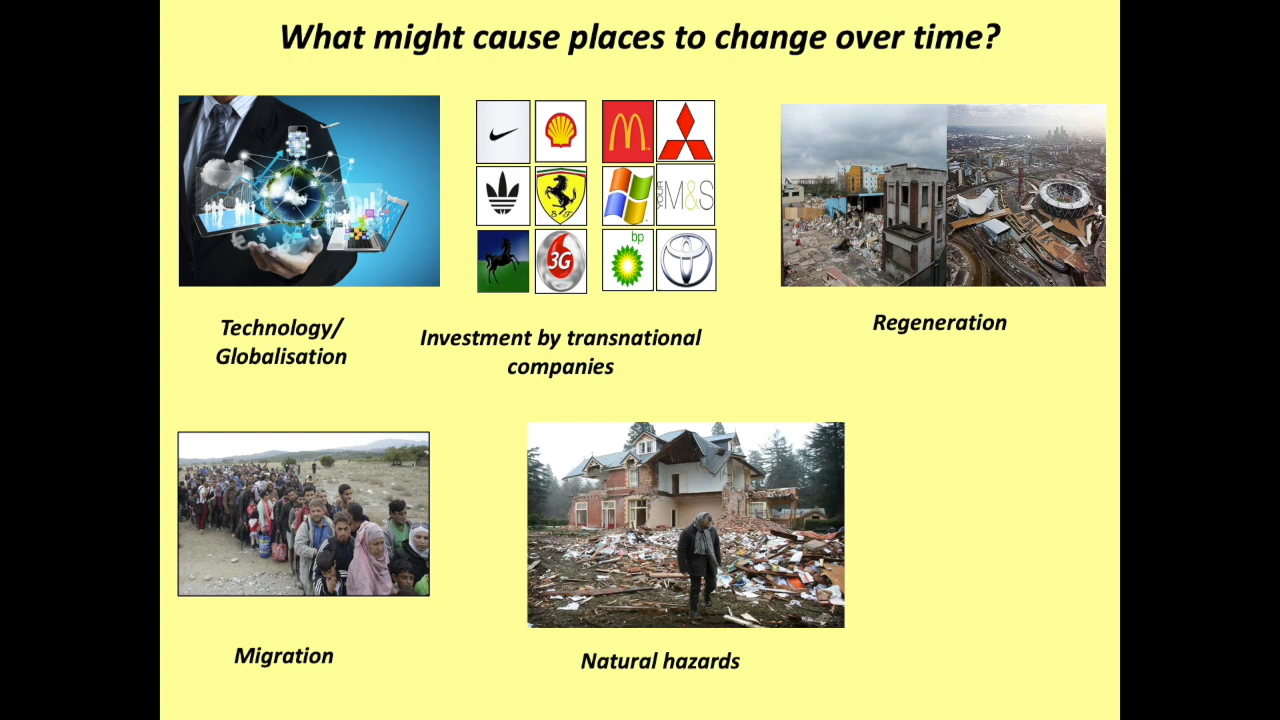 What might cause places to change over time?
M&S
bp
3G
Technology/
Globalisation
Investment by transnational
companies
Regeneration
Migration
Natural hazards